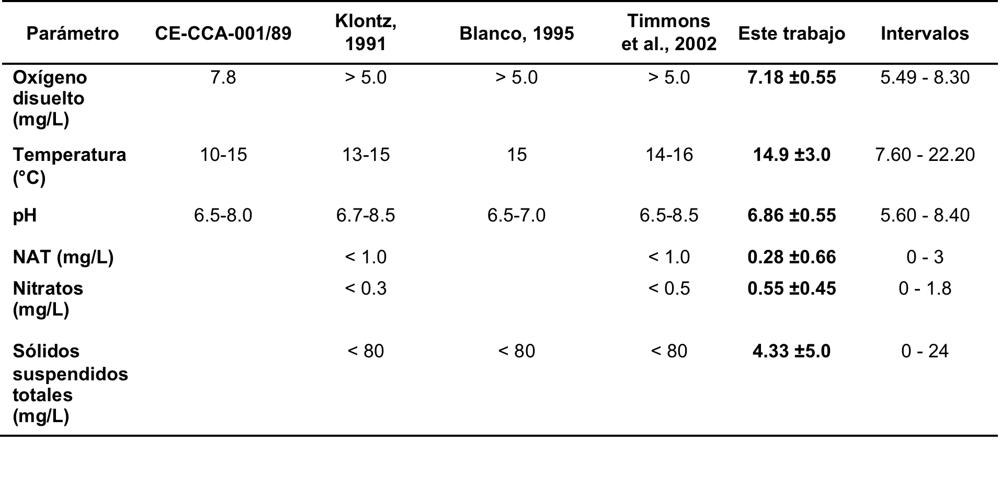 Parámetro CE-CCA-001/89 Klontz, 1991 Blanco, 1995 Timmons et al., 2002 Este trabajo Intervalos
Oxígeno disuelto (mg/L) 7.8 > 5.0 > 5.0 > 5.0 7.18 ±0.55 5.49 - 8.30
Temperatura (°C) 10-15 13-15 15 14-16 14.9 ±3.0 7.60 - 22.20
pH 6.5-8.0 6.7-8.5 6.5-7.0 6.5-8.5 6.86 ±0.55 5.60 - 8.40
NAT (mg/L) < 1.0 < 1.0 0.28 ±0.66 0 - 3
Nitratos (mg/L) < 0.3 < 0.5 0.55 ±0.45 0 - 1.8
Sólidos suspendidos totales (mg/L) < 80 < 80 < 80 4.33 ±5.0 0 - 24